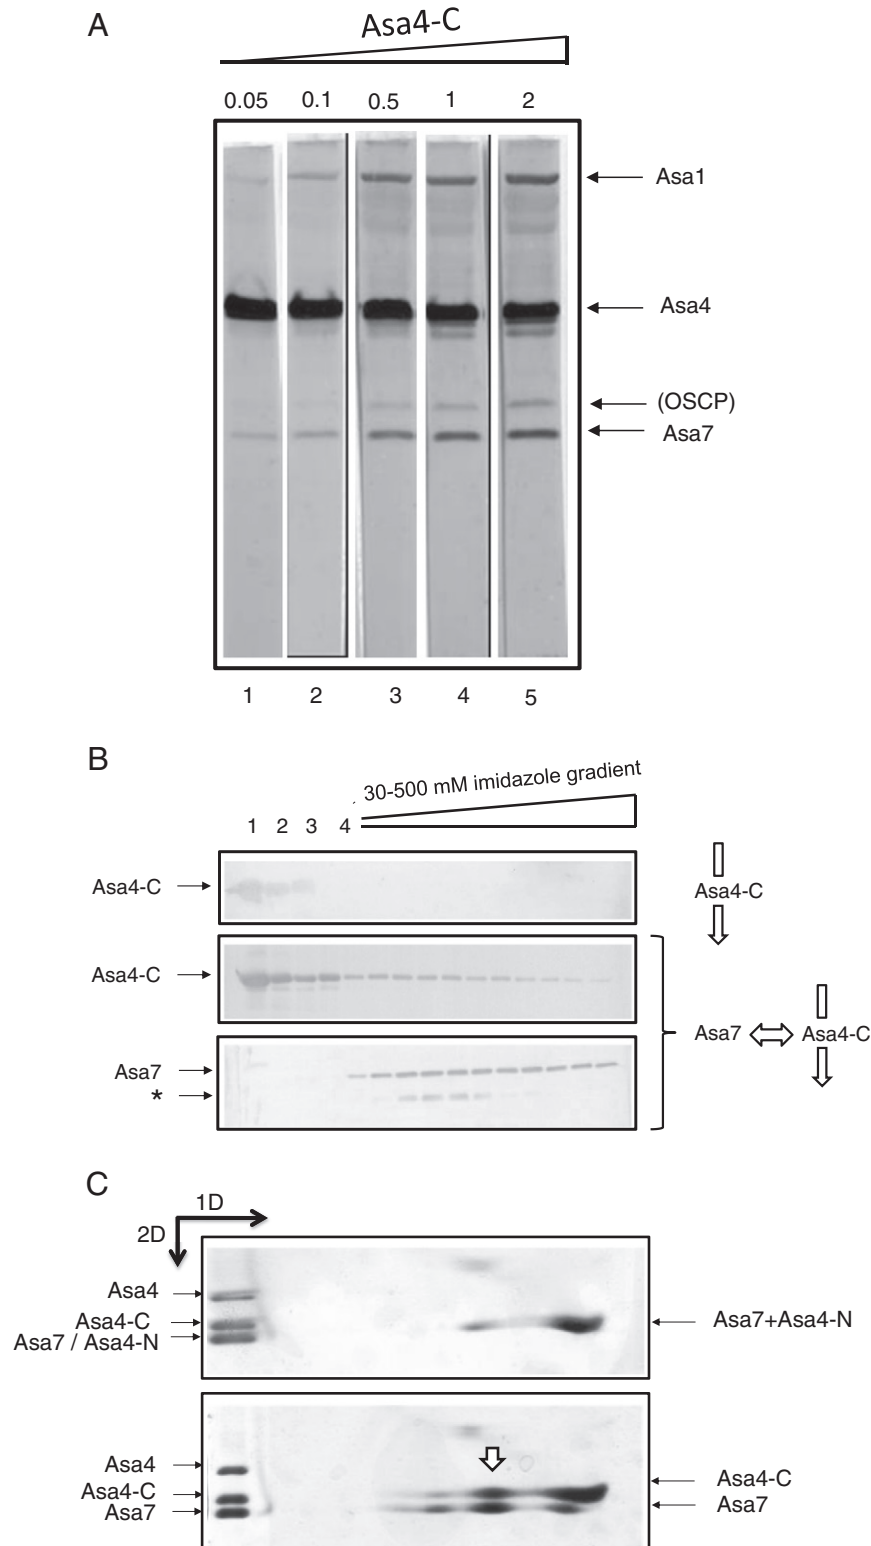 A
Asa4-C
0.05 0.1 0.5 1 2
Asa1
Asa4
(OSCP)
Asa7
1 2 3 4 5
B
30-500 mM imidazole gradient
1 2 3 4
Asa4-C
Asa4-C
Asa4-C
Asa7 Asa4-C
Asa7
*
C
1D
2D
Asa4
Asa4-C
Asa7 / Asa4-N
Asa7+Asa4-N
Asa4
Asa4-C
Asa7
Asa4-C
Asa7